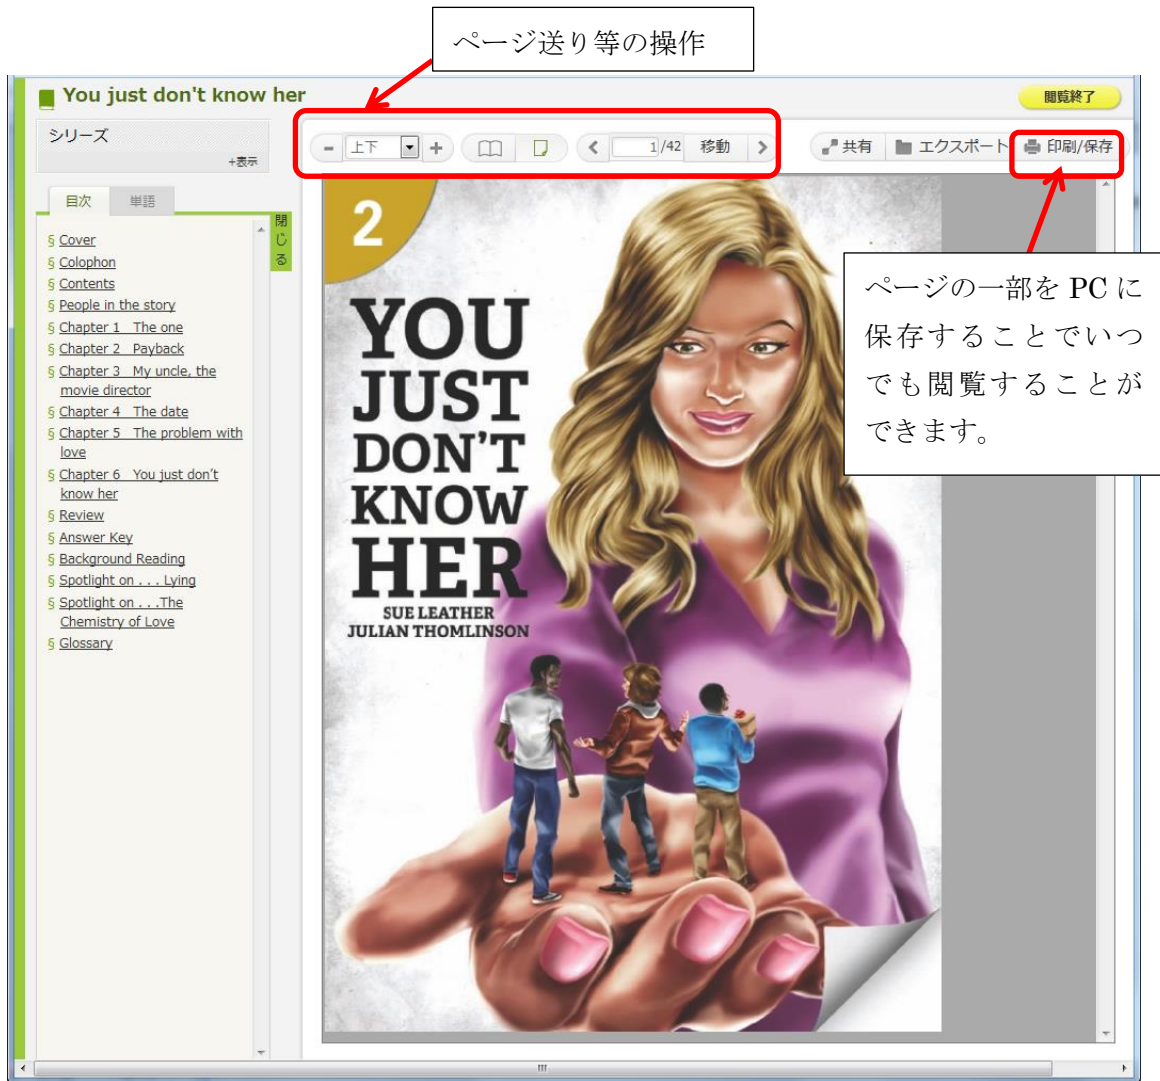 ページ送り等の操作
You just don't know her
閲覧終了
シリーズ
+表示
- 上下 +
1/42 移動
共有 エクスポート 印刷/保存
目次 単語
閉じる
§ Cover
§ Colophon
§ Contents
§ People in the story
§ Chapter 1 The one
§ Chapter 2 Payback
§ Chapter 3 My uncle, the
movie director
§ Chapter 4 The date
§ Chapter 5 The problem with
love
§ Chapter 6 You just don't
know her
§ Review
§ Answer Key
§ Background Reading
§ Spotlight on . . . Lying
§ Spotlight on . . .The
Chemistry of Love
§ Glossary
2
YOU
JUST
DON'T
KNOW
HER
SUE LEATHER
JULIAN THOMLINSON
ページの一部を PC に
保存することでいつ
でも閲覧することが
できます。